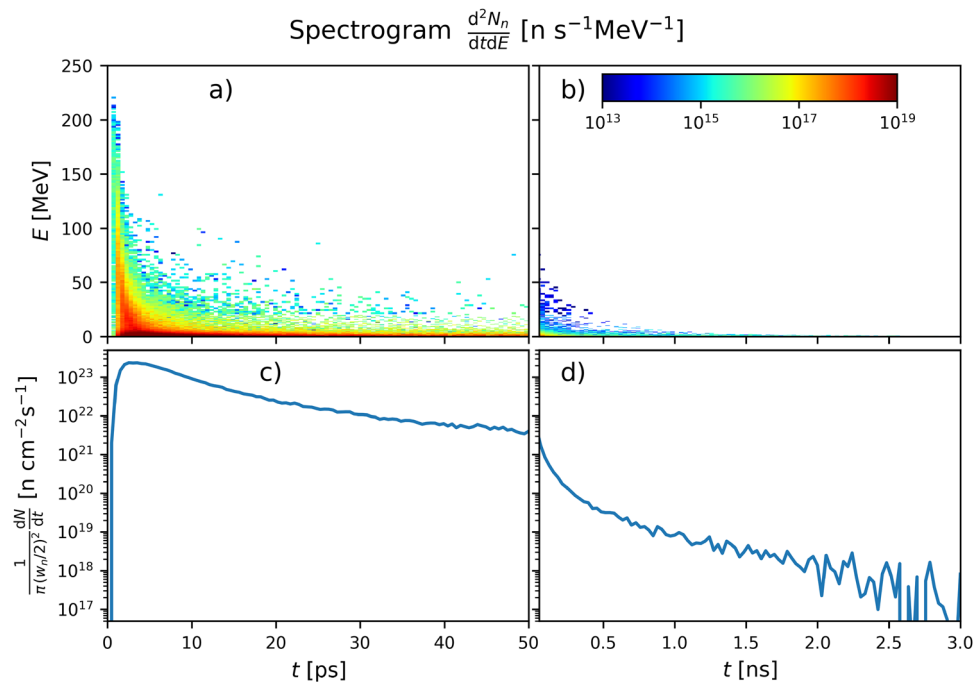 Spectrogram d²Nₙ/dtdE [n s⁻¹MeV⁻¹]
a)
b)
10¹³ 10¹⁵ 10¹⁷ 10¹⁹
E [MeV]
250
200
150
100
50
0
c)
d)
1/π(wₙ/2)² dN/dt [n cm⁻²s⁻¹]
10²³
10²²
10²¹
10²⁰
10¹⁹
10¹⁸
10¹⁷
0 10 20 30 40 50
0.5 1.0 1.5 2.0 2.5 3.0
t [ps]
t [ns]